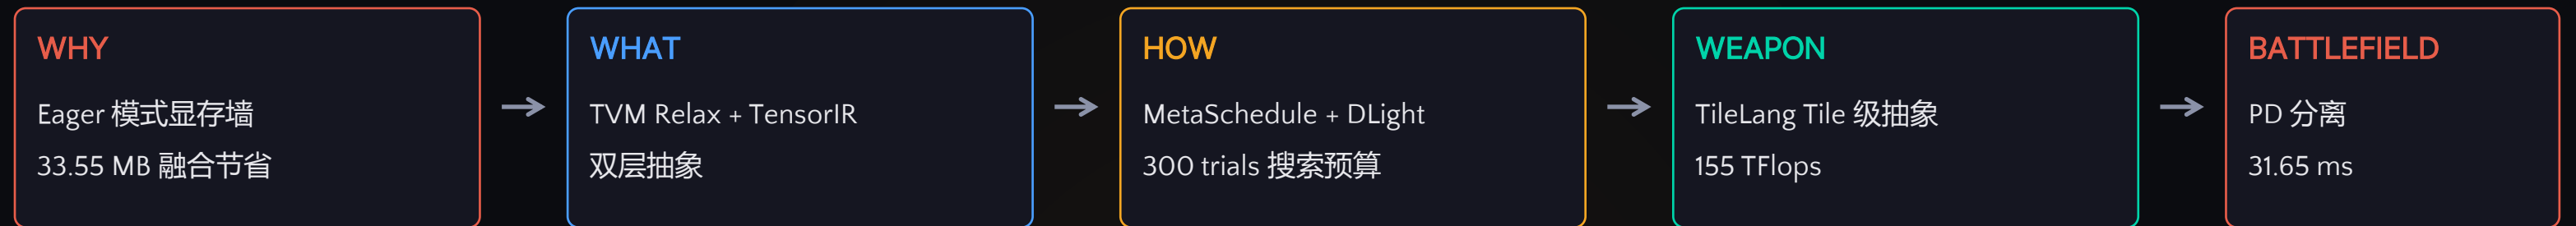 WHY
Eager 模式显存墙
33.55 MB 融合节省
WHAT
TVM Relax + TensorIR
双层抽象
HOW
MetaSchedule + DLight
300 trials 搜索预算
WEAPON
TileLang Tile 级抽象
155 TFlops
BATTLEFIELD
PD 分离
31.65 ms